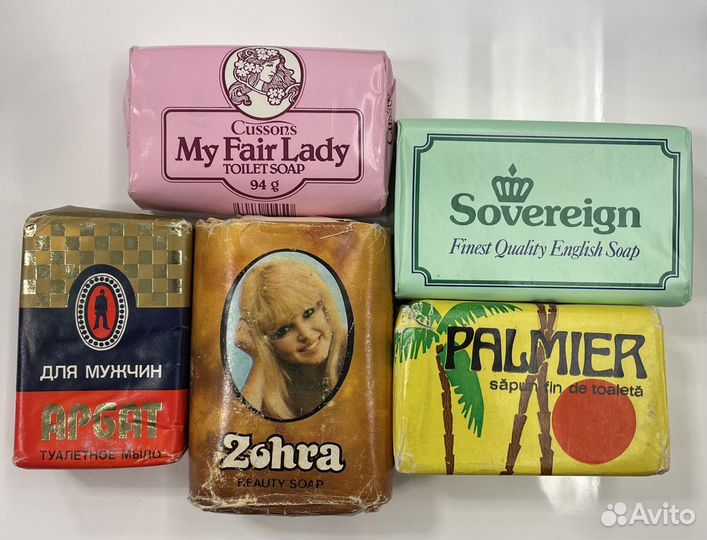 Cussons
My Fair Lady
TOILET SOAP
94 g
Cussons
Sovereign
Finest Quality English Soap
ДЛЯ МУЖЧИН
АРБАТ
ТУАЛЕТНОЕ МЫЛО
Zohra
BEAUTY SOAP
PALMIER
săpun fin de toaletă
Avito